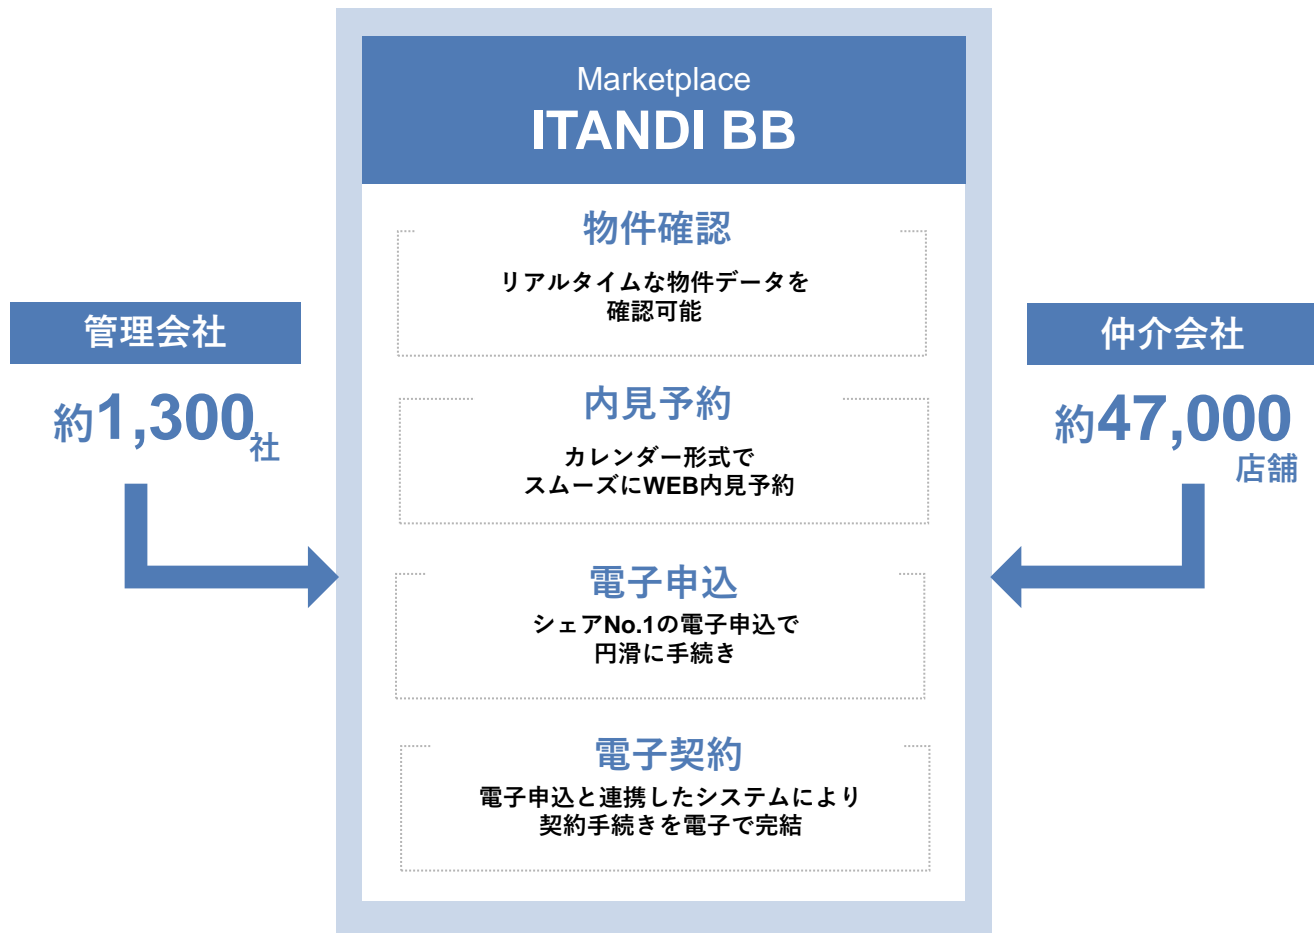 Marketplace
ITANDI BB
管理会社
約1,300社
物件確認
リアルタイムな物件データを
確認可能
内見予約
カレンダー形式で
スムーズにWEB内見予約
電子申込
シェアNo.1の電子申込で
円滑に手続き
電子契約
電子申込と連携したシステムにより
契約手続きを電子で完結
仲介会社
約47,000
店舗